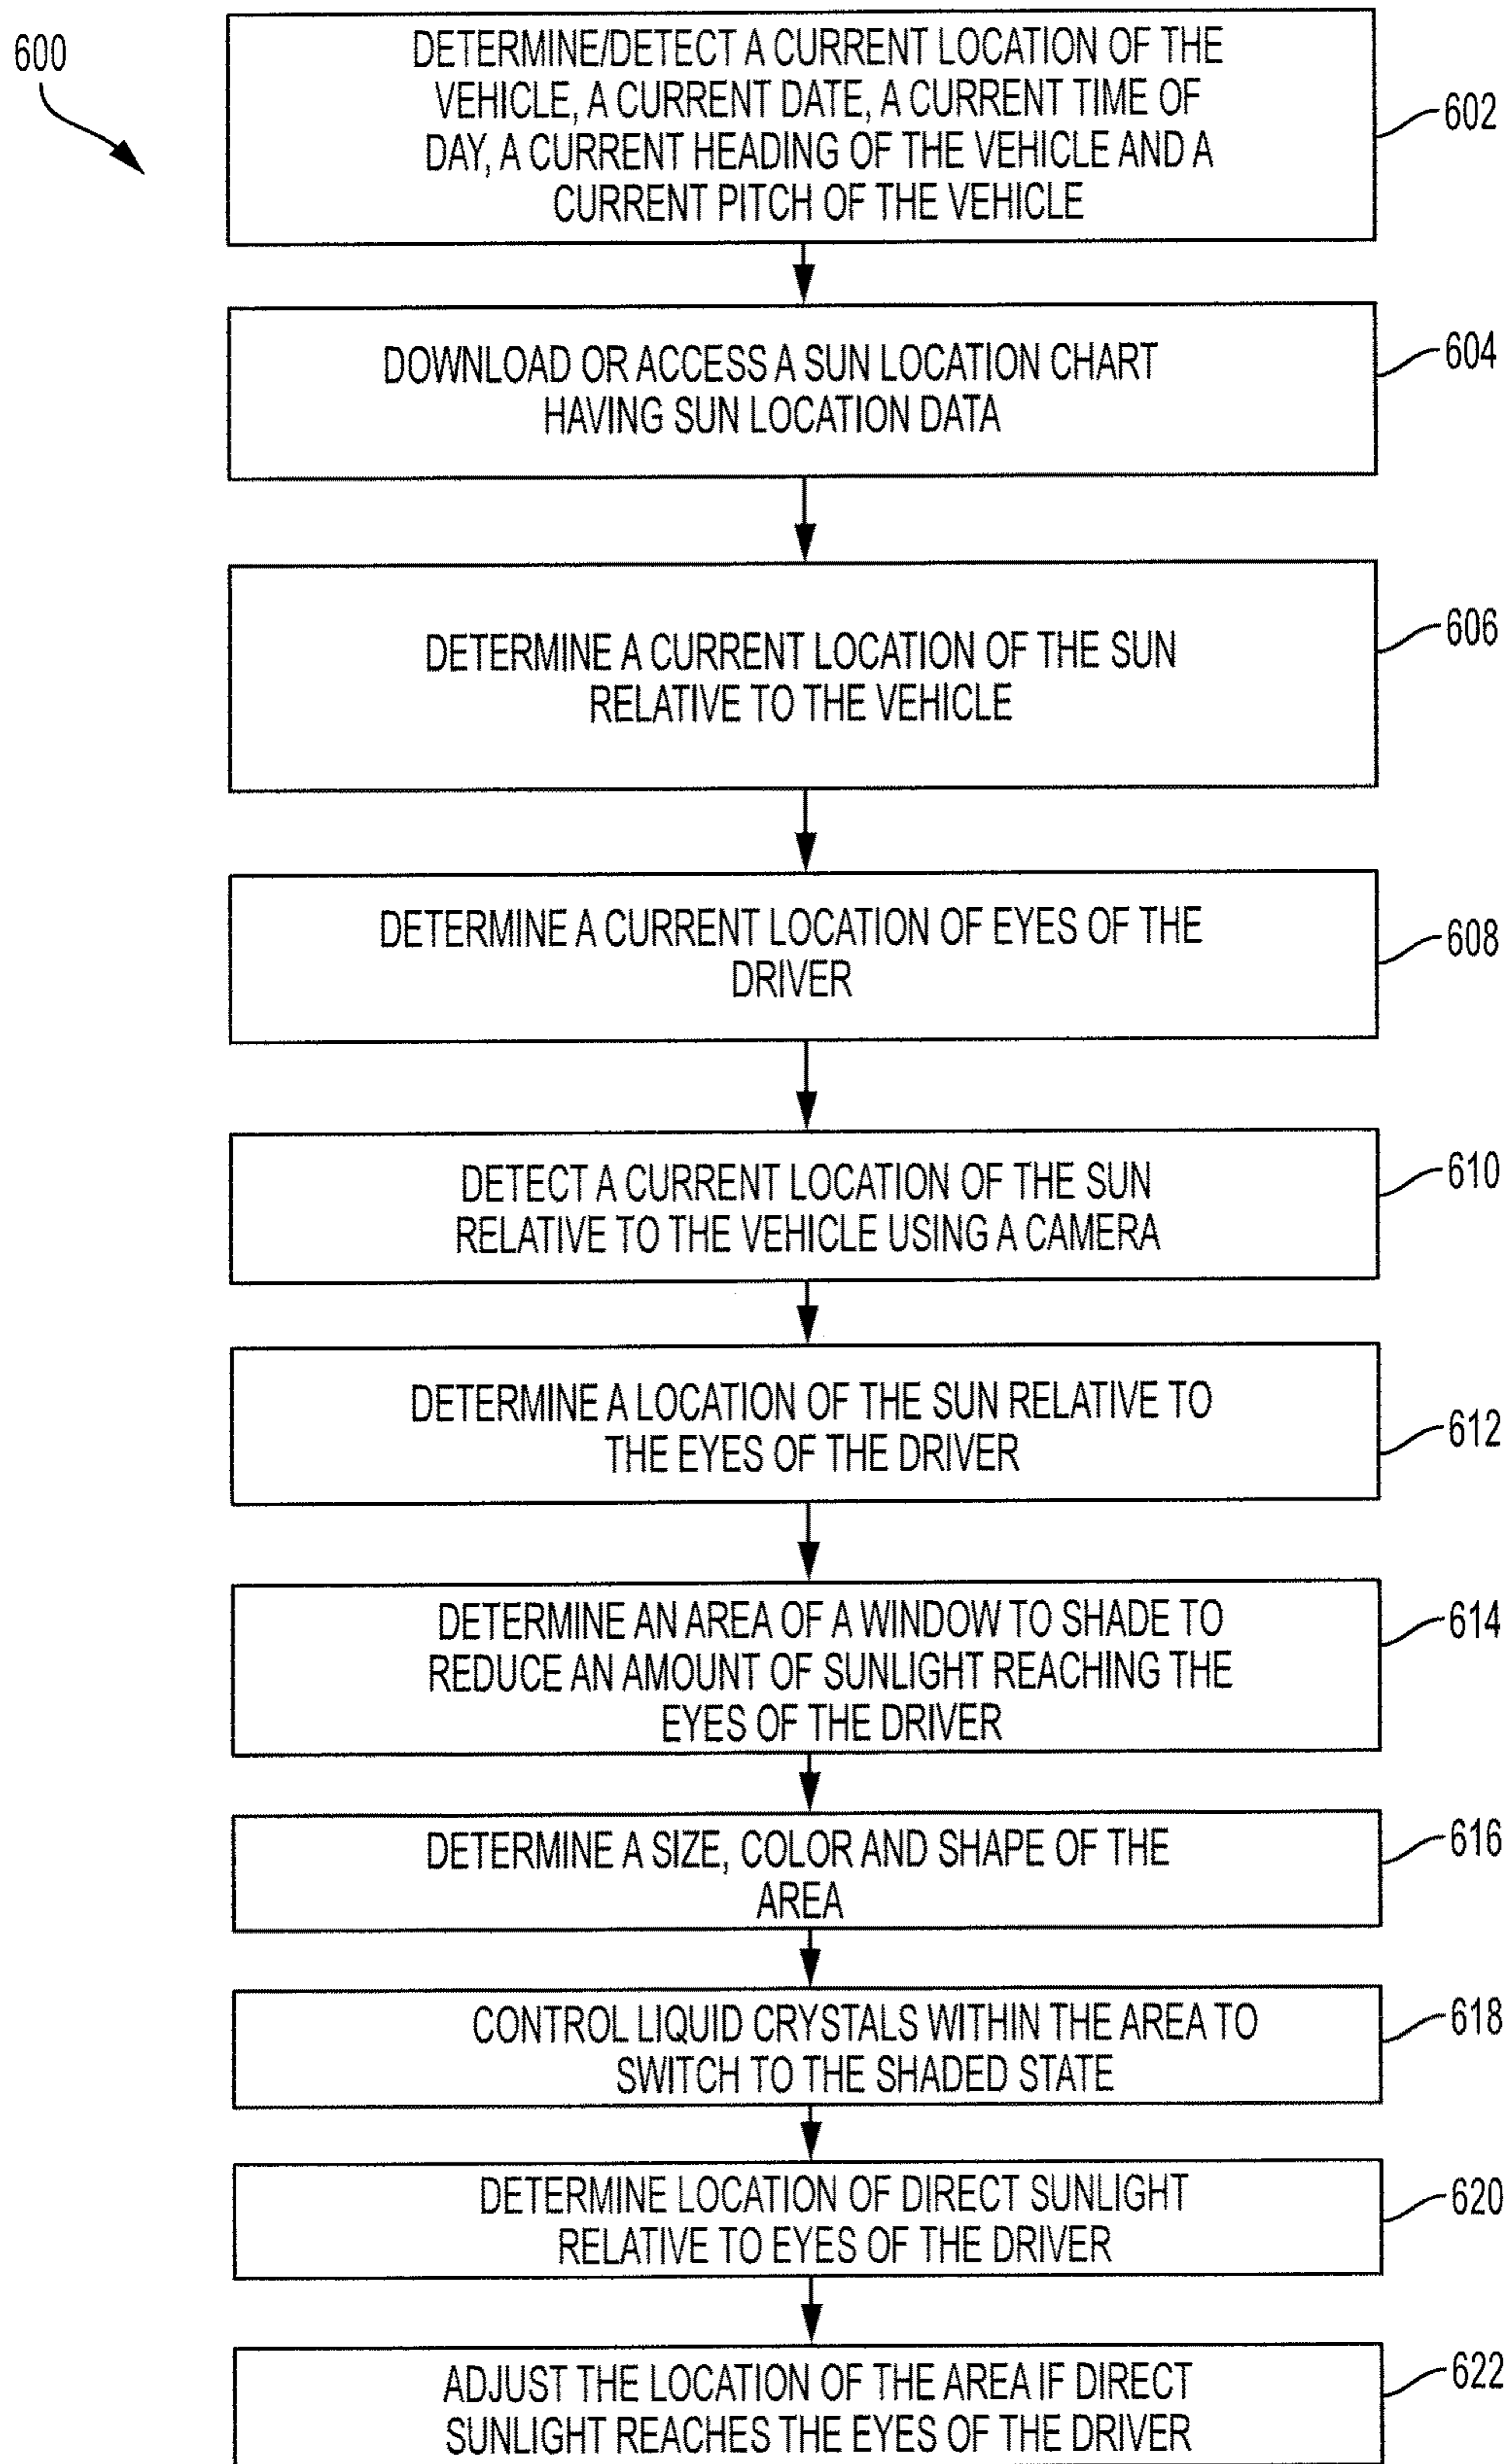 600
DETERMINE/DETECT A CURRENT LOCATION OF THE
VEHICLE, A CURRENT DATE, A CURRENT TIME OF
DAY, A CURRENT HEADING OF THE VEHICLE AND A
CURRENT PITCH OF THE VEHICLE
602
DOWNLOAD OR ACCESS A SUN LOCATION CHART
HAVING SUN LOCATION DATA
604
DETERMINE A CURRENT LOCATION OF THE SUN
RELATIVE TO THE VEHICLE
606
DETERMINE A CURRENT LOCATION OF EYES OF THE
DRIVER
608
DETECT A CURRENT LOCATION OF THE SUN
RELATIVE TO THE VEHICLE USING A CAMERA
610
DETERMINE A LOCATION OF THE SUN RELATIVE TO
THE EYES OF THE DRIVER
612
DETERMINE AN AREA OF A WINDOW TO SHADE TO
REDUCE AN AMOUNT OF SUNLIGHT REACHING THE
EYES OF THE DRIVER
614
DETERMINE A SIZE, COLOR AND SHAPE OF THE
AREA
616
CONTROL LIQUID CRYSTALS WITHIN THE AREA TO
SWITCH TO THE SHADED STATE
618
DETERMINE LOCATION OF DIRECT SUNLIGHT
RELATIVE TO EYES OF THE DRIVER
620
ADJUST THE LOCATION OF THE AREA IF DIRECT
SUNLIGHT REACHES THE EYES OF THE DRIVER
622